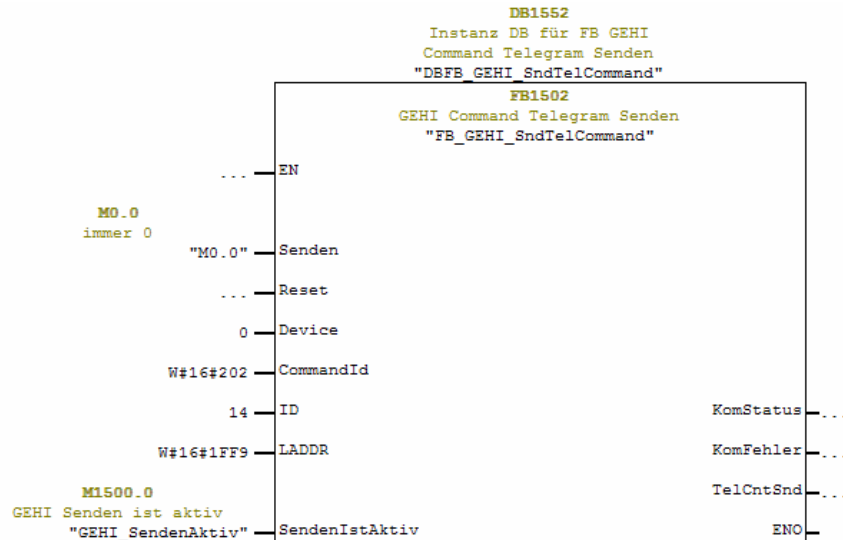 DB1552
Instanz DB für FB GEHI
Command Telegram Senden
"DBFB_GEHI_SndTelCommand"
FB1502
GEHI Command Telegram Senden
"FB_GEHI_SndTelCommand"
... EN
M0.0
immer 0
"M0.0" Senden
... Reset
0 Device
W#16#202 CommandId
14 ID KomStatus ...
W#16#1FF9 LADDR KomFehler ...
M1500.0 TelCntSnd ...
GEHI Senden ist aktiv
"GEHI_SendenAktiv" SendenIstAktiv ENO